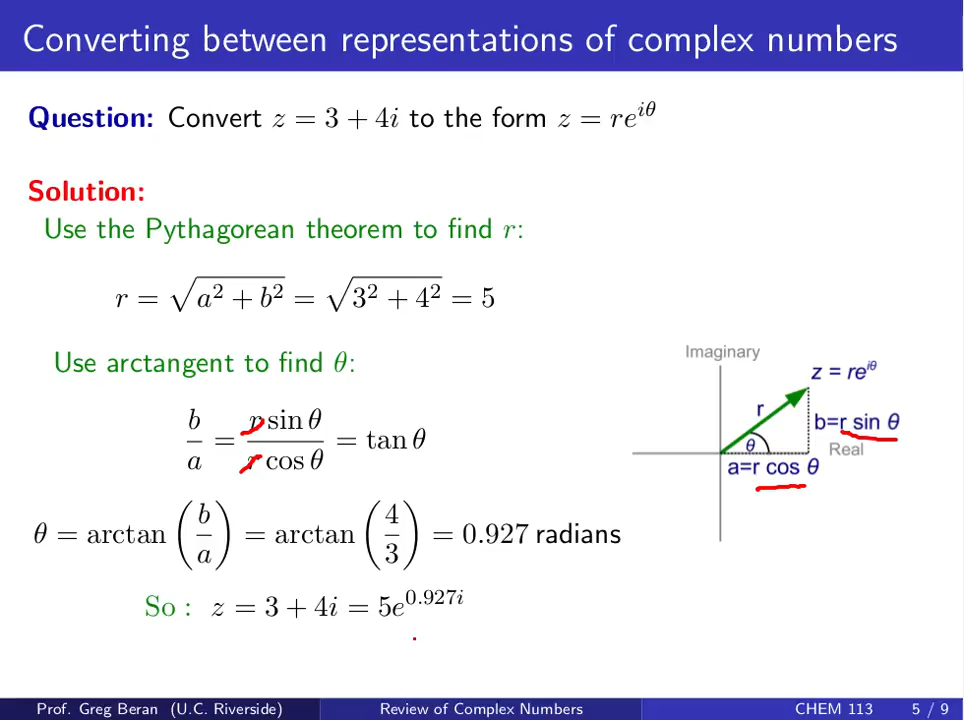 Converting between representations of complex numbers
Question: Convert z = 3 + 4i to the form z = re^{iθ}
Solution:
Use the Pythagorean theorem to find r:
r = √(a² + b²) = √(3² + 4²) = 5
Use arctangent to find θ:
b/a = (r sin θ)/(r cos θ) = tan θ
θ = arctan(b/a) = arctan(4/3) = 0.927 radians
So : z = 3 + 4i = 5e^{0.927i}
Imaginary
z = re^{iθ}
r
b=r sin θ
θ
Real
a=r cos θ
Prof. Greg Beran (U.C. Riverside) Review of Complex Numbers CHEM 113 5 / 9